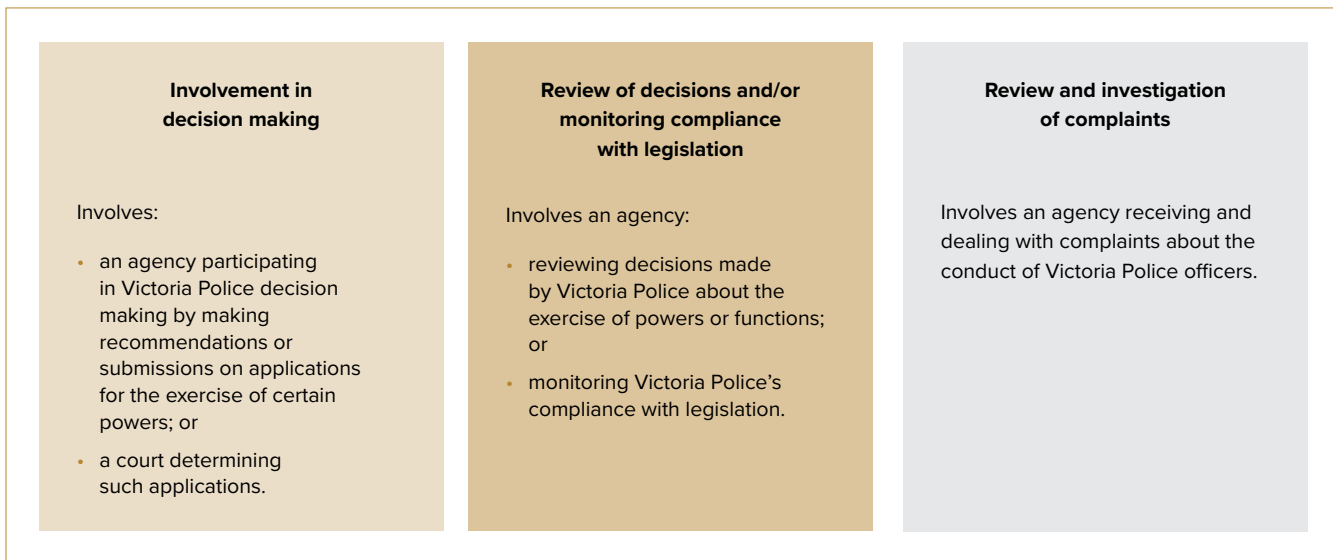 Involvement in
decision making
Involves:
• an agency participating
in Victoria Police decision
making by making
recommendations or
submissions on applications
for the exercise of certain
powers; or
• a court determining
such applications.
Review of decisions and/or
monitoring compliance
with legislation
Involves an agency:
• reviewing decisions made
by Victoria Police about the
exercise of powers or functions;
or
• monitoring Victoria Police’s
compliance with legislation.
Review and investigation
of complaints
Involves an agency receiving and
dealing with complaints about the
conduct of Victoria Police officers.